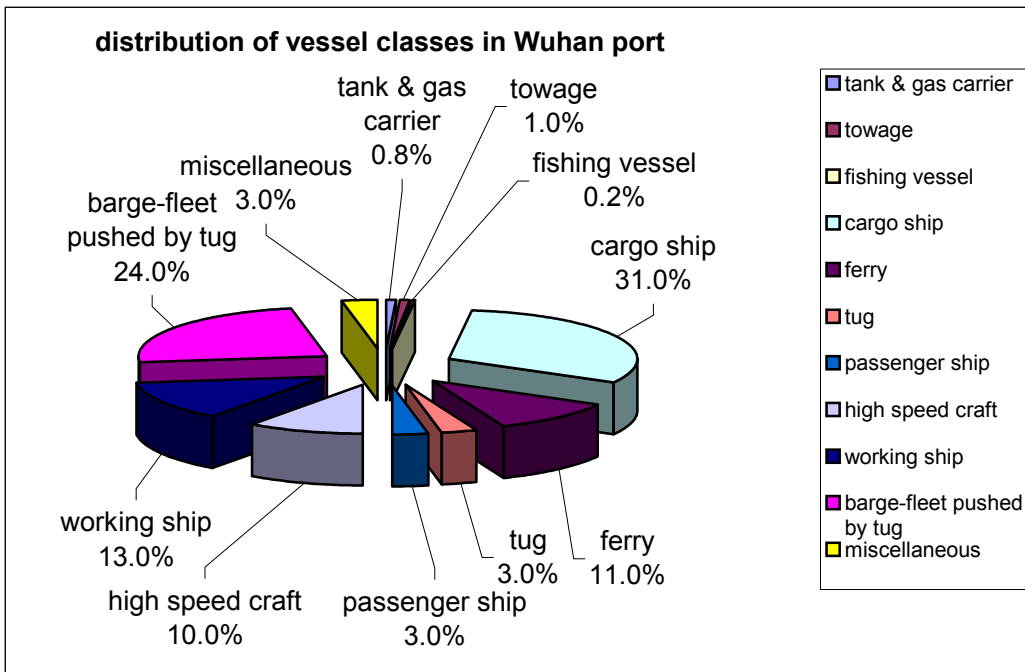 distribution of vessel classes in Wuhan port
tank & gas
carrier
0.8%
towage
1.0%
fishing vessel
0.2%
miscellaneous
3.0%
barge-fleet
pushed by tug
24.0%
cargo ship
31.0%
working ship
13.0%
high speed craft
10.0%
passenger ship
3.0%
tug
3.0%
ferry
11.0%
tank & gas carrier
towage
fishing vessel
cargo ship
ferry
tug
passenger ship
high speed craft
working ship
barge-fleet pushed
by tug
miscellaneous